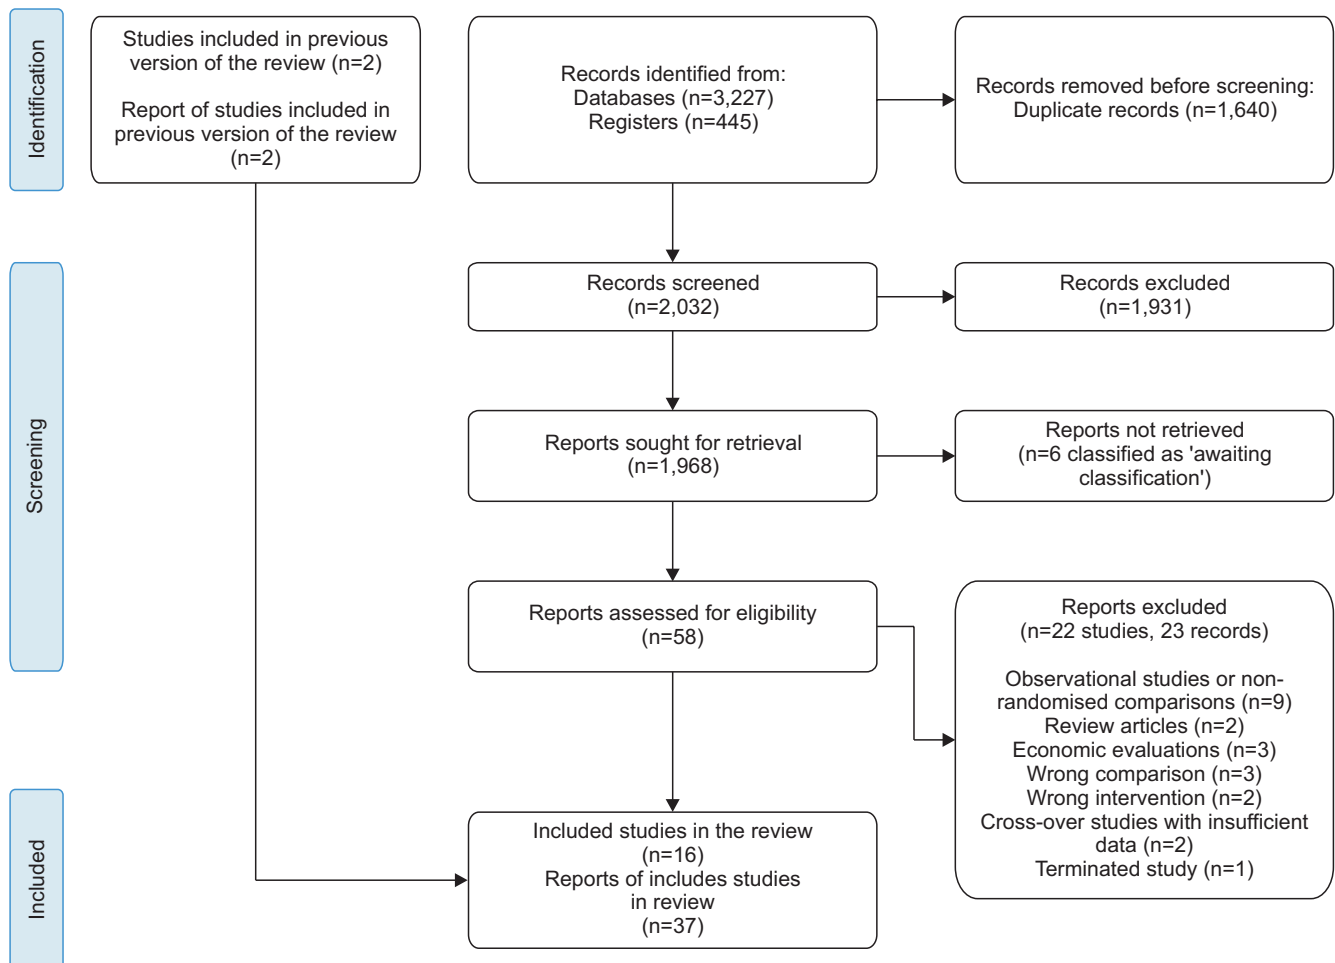 Identification
Studies included in previous
version of the review (n=2)
Report of studies included in
previous version of the review
(n=2)
Records identified from:
Databases (n=3,227)
Registers (n=445)
Records removed before screening:
Duplicate records (n=1,640)
Screening
Records screened
(n=2,032)
Records excluded
(n=1,931)
Reports sought for retrieval
(n=1,968)
Reports not retrieved
(n=6 classified as 'awaiting
classification')
Reports assessed for eligibility
(n=58)
Reports excluded
(n=22 studies, 23 records)
Observational studies or non-
randomised comparisons (n=9)
Review articles (n=2)
Economic evaluations (n=3)
Wrong comparison (n=3)
Wrong intervention (n=2)
Cross-over studies with insufficient
data (n=2)
Terminated study (n=1)
Included
Included studies in the review
(n=16)
Reports of includes studies
in review
(n=37)